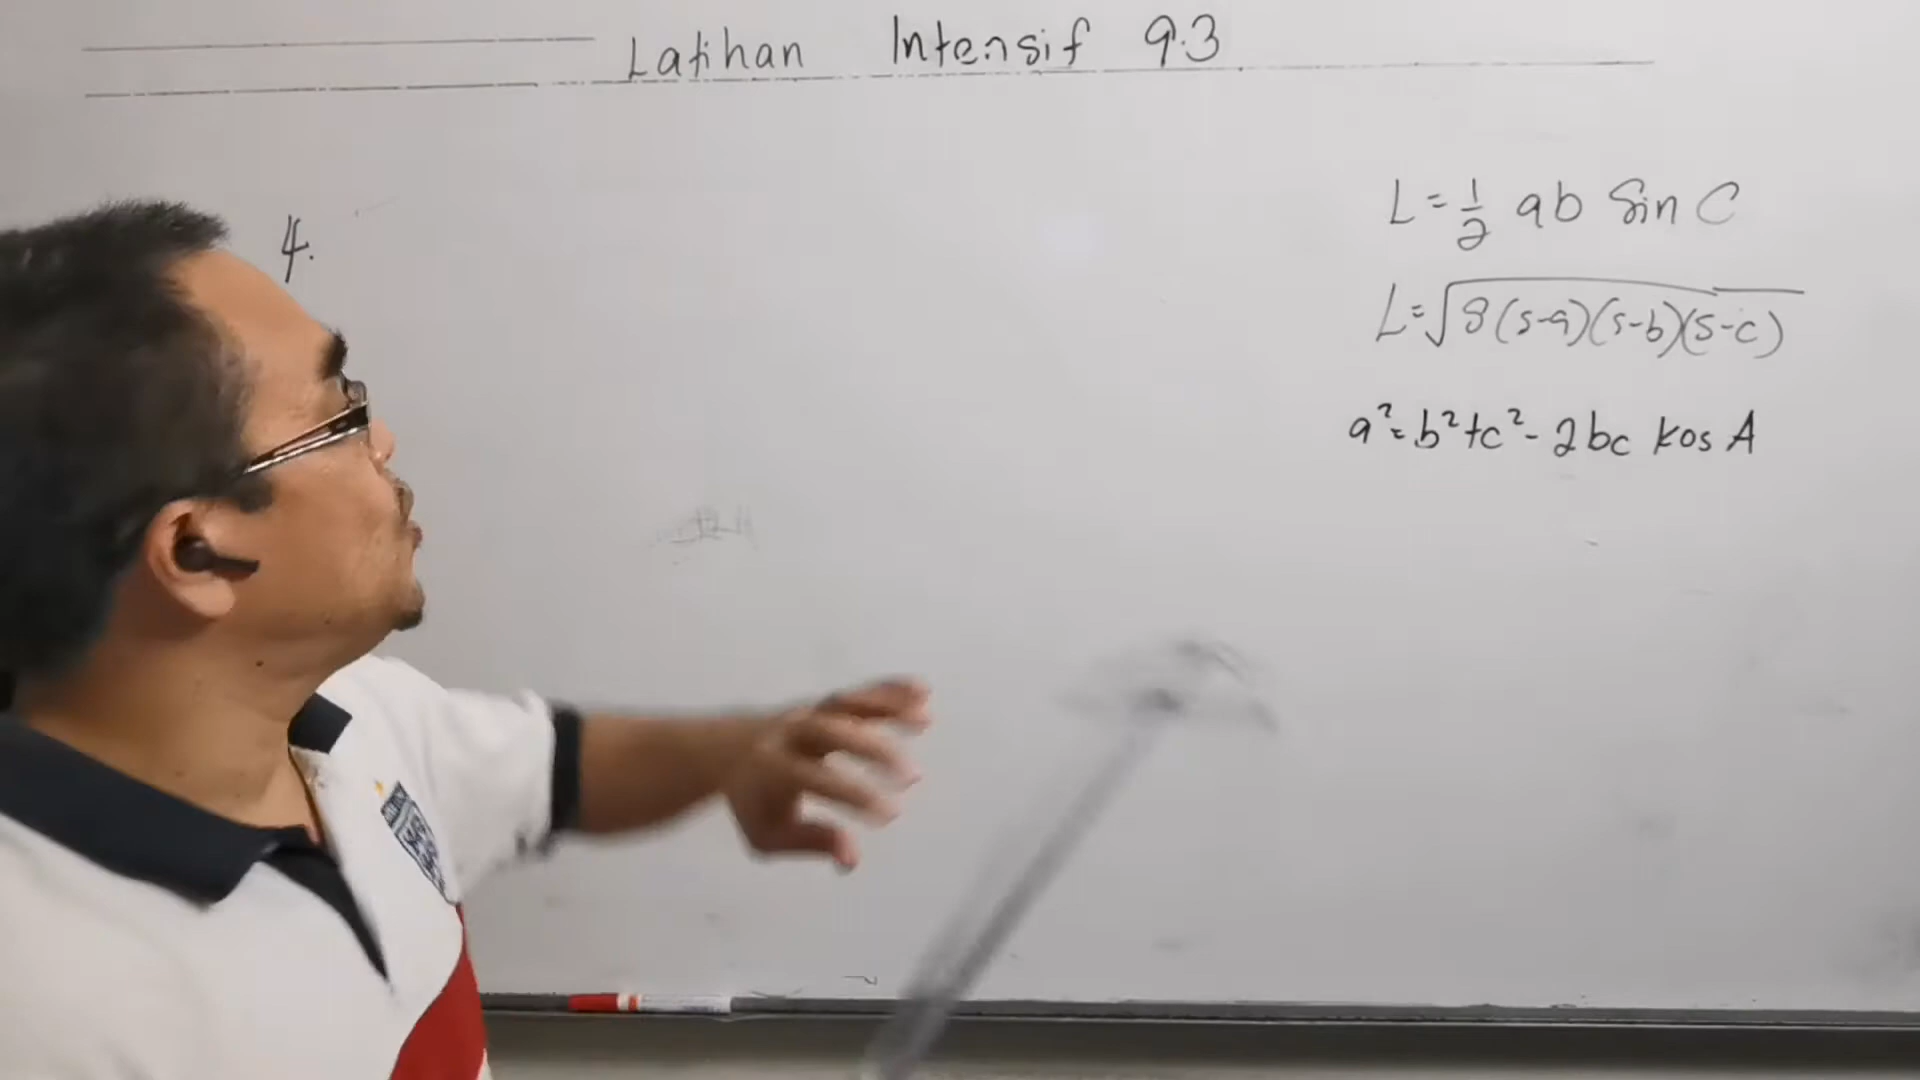 Latihan Intensif 9.3
4.
L = 1/2 ab Sin C
L = √s(s-a)(s-b)(s-c)
a² = b² + c² - 2bc kos A